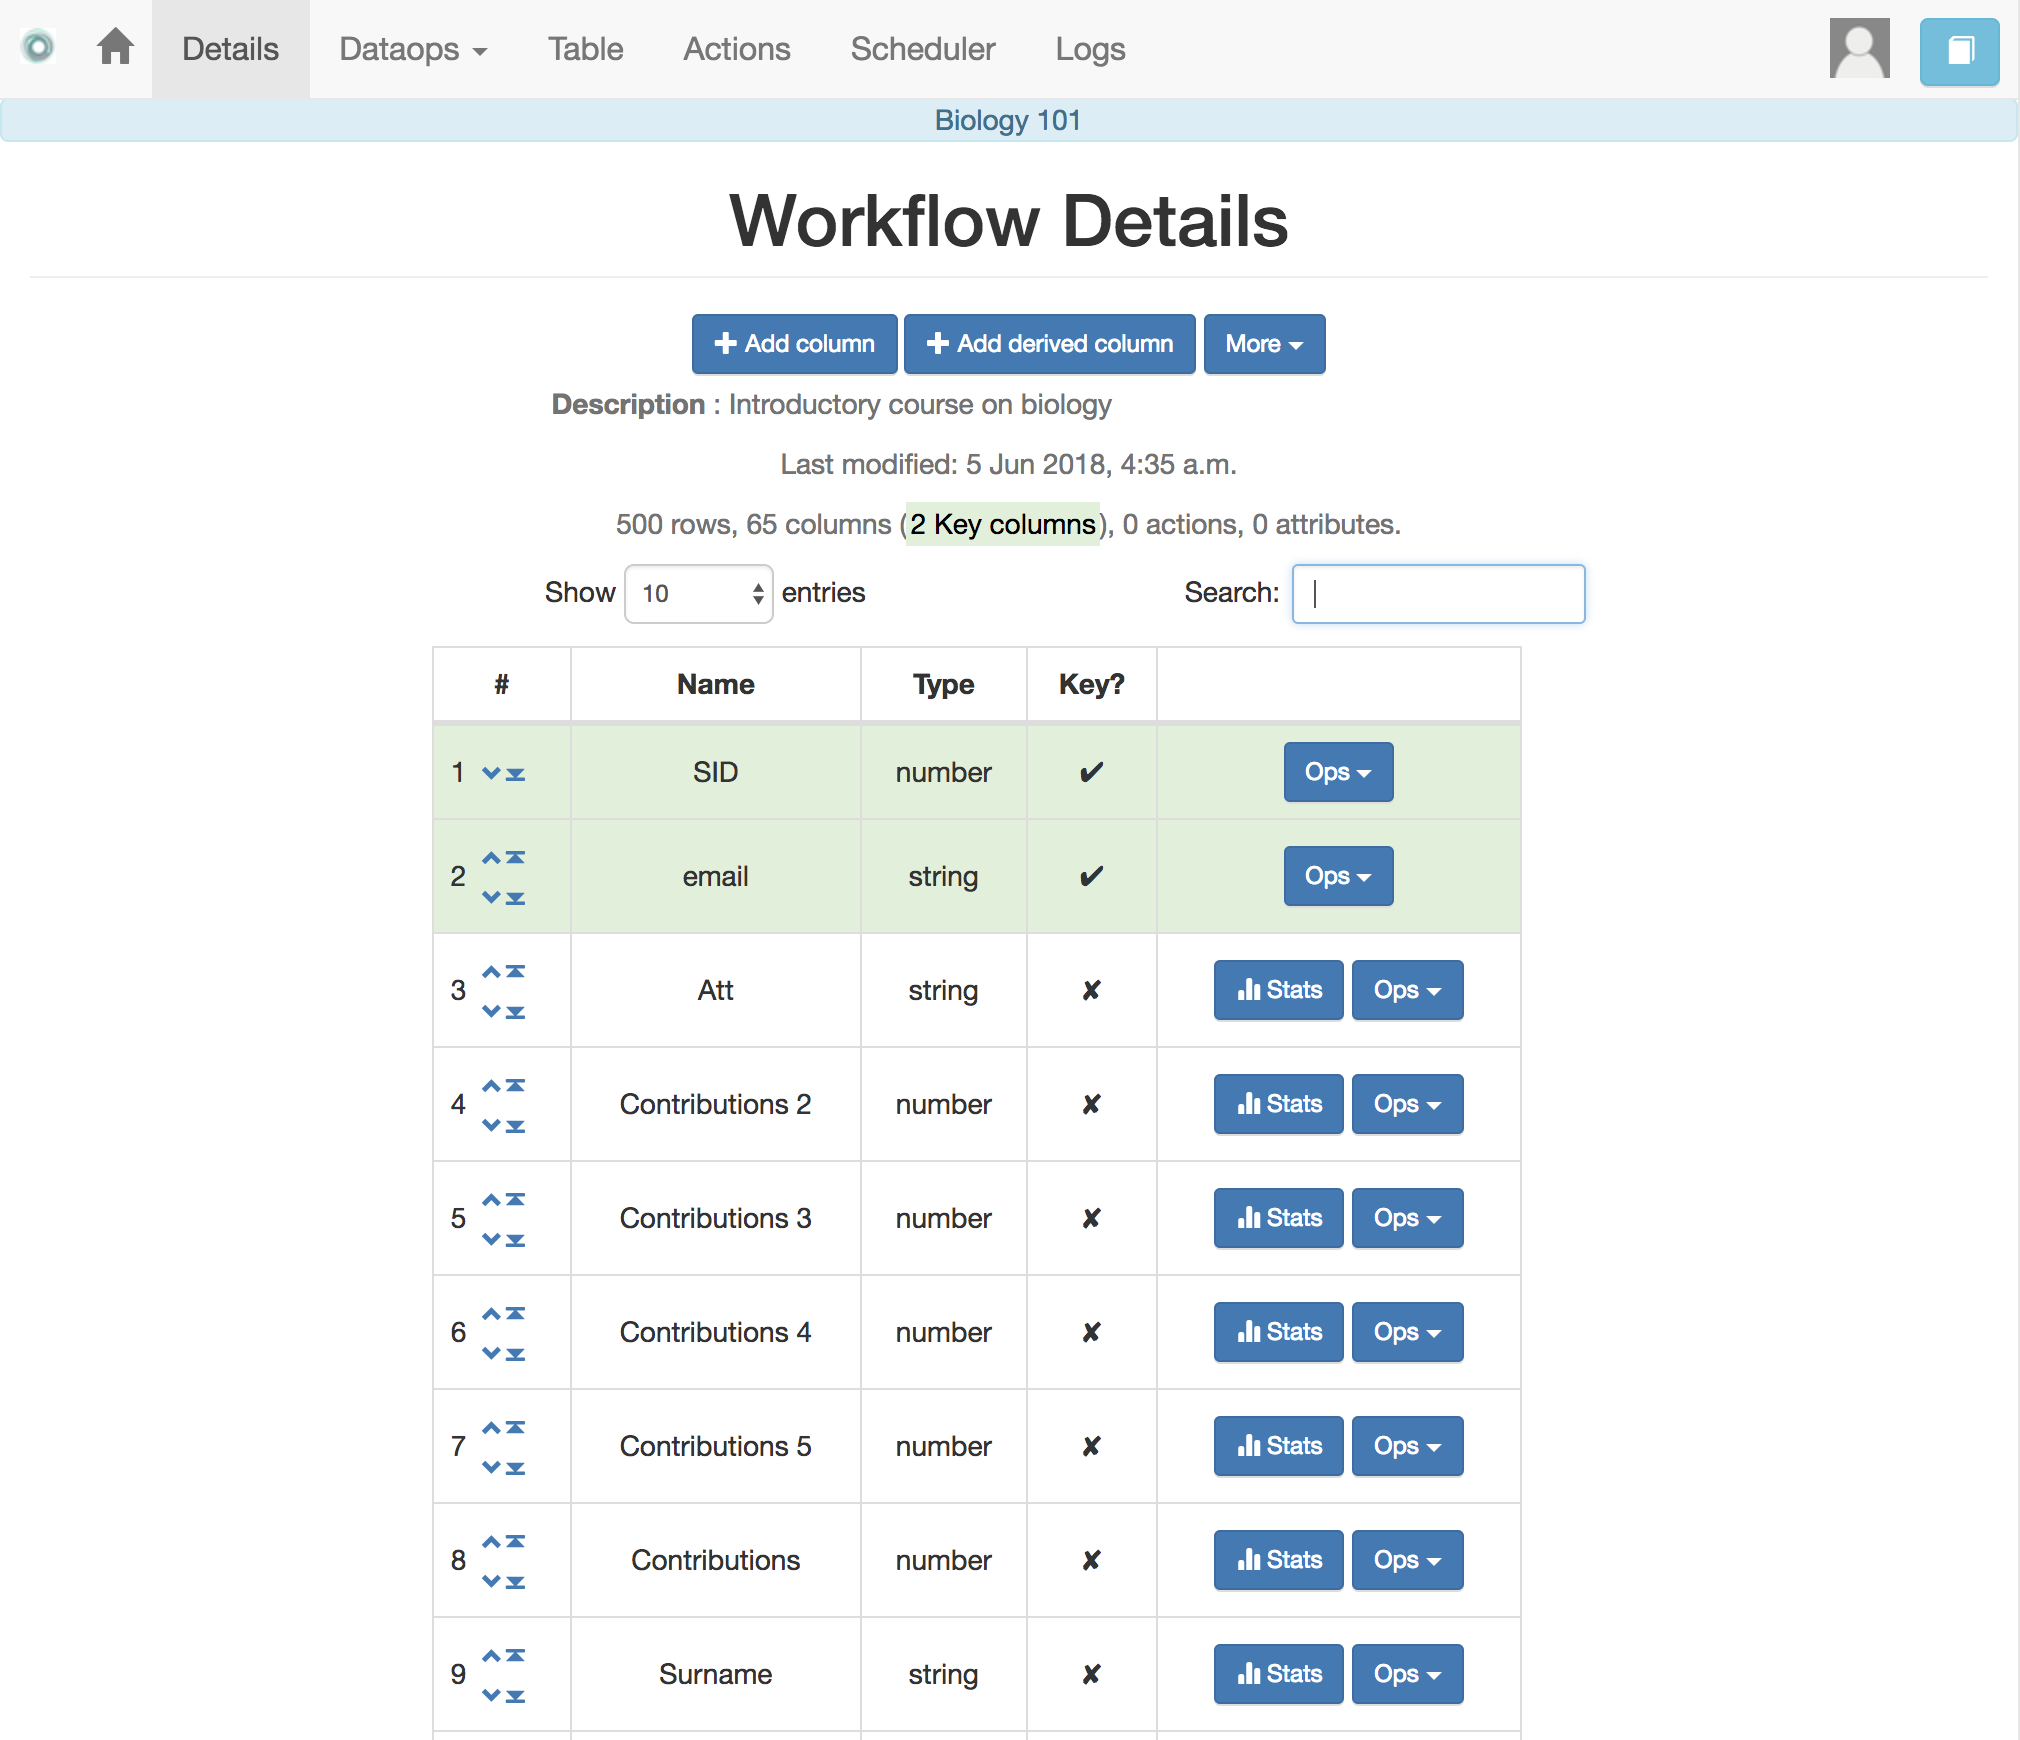 Details Dataops Table Actions Scheduler Logs
Biology 101
Workflow Details
Add column Add derived column More
Description : Introductory course on biology
Last modified: 5 Jun 2018, 4:35 a.m.
500 rows, 65 columns (2 Key columns), 0 actions, 0 attributes.
Show 10 entries Search:
# Name Type Key?
1 SID number ✔ Ops
2 email string ✔ Ops
3 Att string ✘ Stats Ops
4 Contributions 2 number ✘ Stats Ops
5 Contributions 3 number ✘ Stats Ops
6 Contributions 4 number ✘ Stats Ops
7 Contributions 5 number ✘ Stats Ops
8 Contributions number ✘ Stats Ops
9 Surname string ✘ Stats Ops